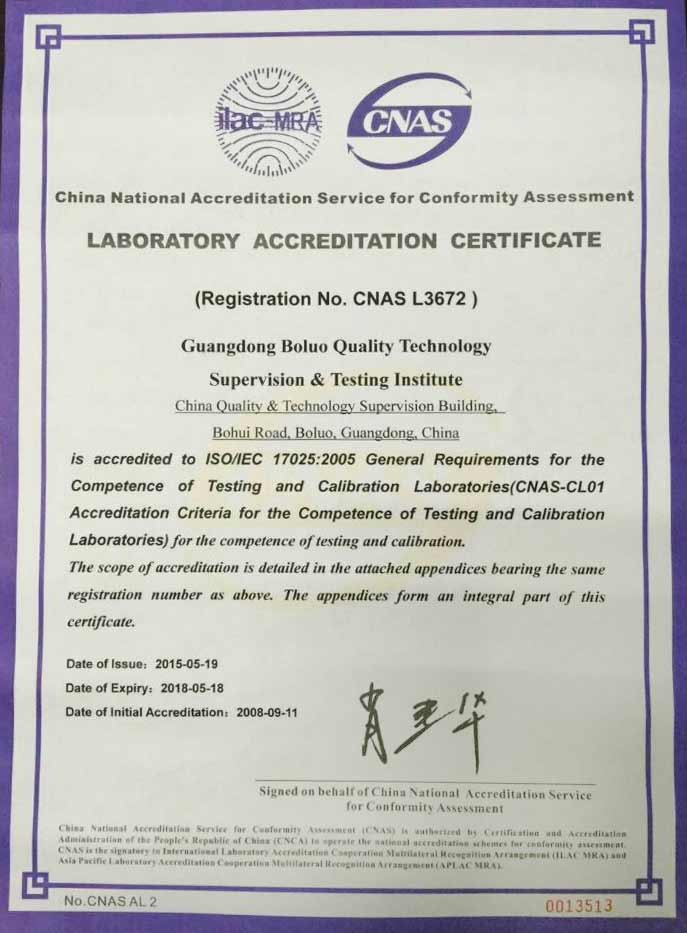 ilac-MRA
CNAS
China National Accreditation Service for Conformity Assessment
LABORATORY ACCREDITATION CERTIFICATE
(Registration No. CNAS L3672 )
Guangdong Boluo Quality Technology
Supervision & Testing Institute
China Quality & Technology Supervision Building,
Bohui Road, Boluo, Guangdong, China
is accredited to ISO/IEC 17025:2005 General Requirements for the
Competence of Testing and Calibration Laboratories(CNAS-CL01
Accreditation Criteria for the Competence of Testing and Calibration
Laboratories) for the competence of testing and calibration.
The scope of accreditation is detailed in the attached appendices bearing the same
registration number as above. The appendices form an integral part of this
certificate.
Date of Issue: 2015-05-19
Date of Expiry: 2018-05-18
Date of Initial Accreditation: 2008-09-11
肖建华
Signed on behalf of China National Accreditation Service
for Conformity Assessment
China National Accreditation Service for Conformity Assessment (CNAS) is authorized by Certification and Accreditation
Administration of the People's Republic of China (CNCA) to operate the national accreditation schemes for conformity assessment.
CNAS is the signatory to International Laboratory Accreditation Cooperation Multilateral Recognition Arrangement (ILAC MRA) and
Asia Pacific Laboratory Accreditation Cooperation Multilateral Recognition Arrangement (APLAC MRA).
No.CNAS AL 2
0013513